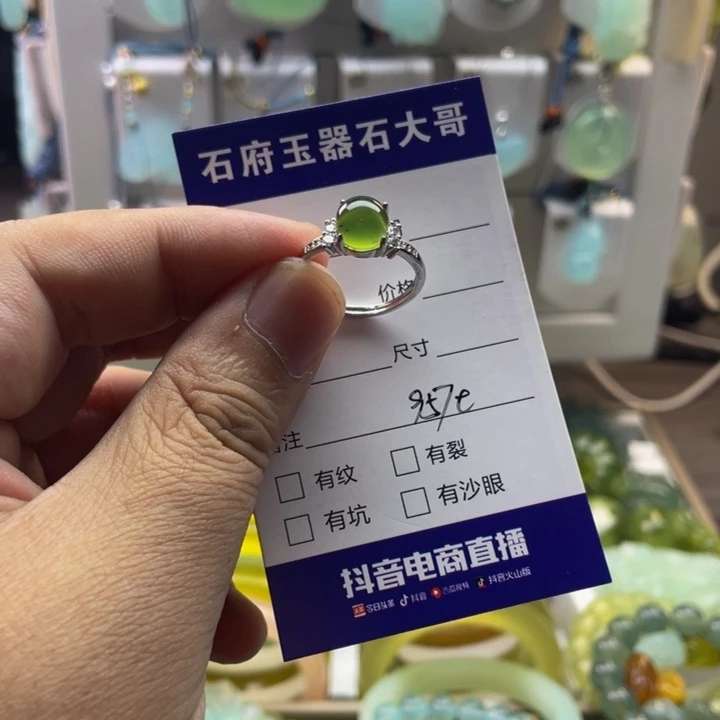 石府玉器石大哥
价格
尺寸
注
有纹 有裂
有坑 有沙眼
抖音电商直播
今日头条 抖音 西瓜视频 抖音火山版